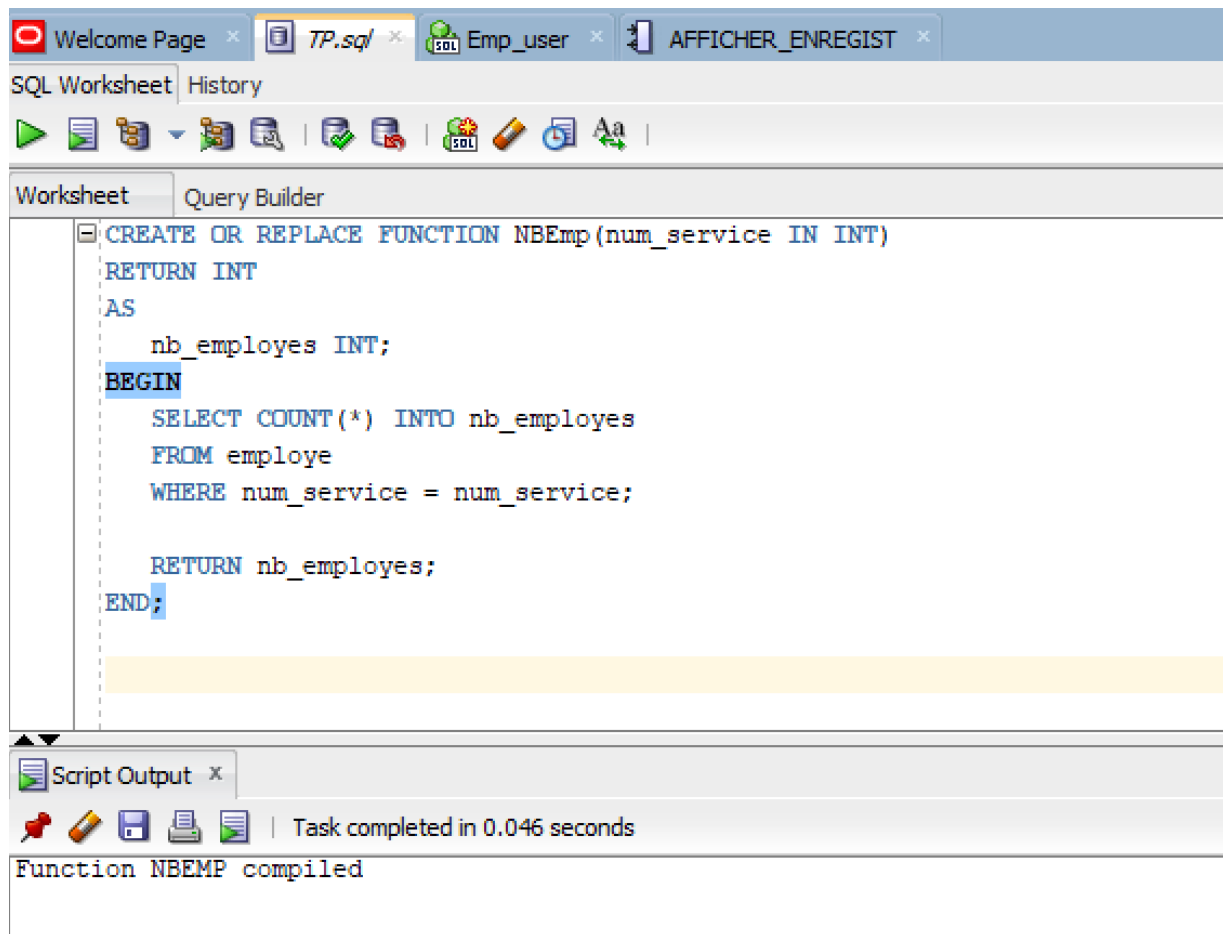 Welcome Page TP.sql Emp_user AFFICHER_ENREGIST
SQL Worksheet History
Worksheet Query Builder
CREATE OR REPLACE FUNCTION NBEmp(num_service IN INT)
RETURN INT
AS
nb_employes INT;
BEGIN
SELECT COUNT(*) INTO nb_employes
FROM employe
WHERE num_service = num_service;
RETURN nb_employes;
END;
Script Output x
Task completed in 0.046 seconds
Function NBEMP compiled